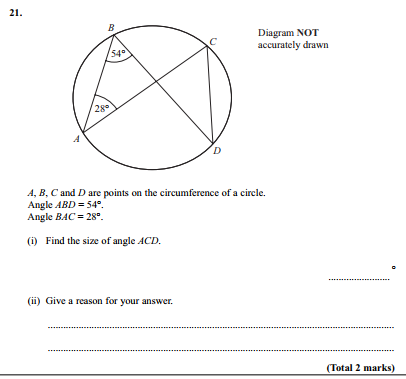 21.
B
C
Diagram NOT
accurately drawn
54°
28°
A
D
A, B, C and D are points on the circumference of a circle.
Angle ABD = 54°.
Angle BAC = 28°.
(i) Find the size of angle ACD.
.......................... °
(ii) Give a reason for your answer.
(Total 2 marks)